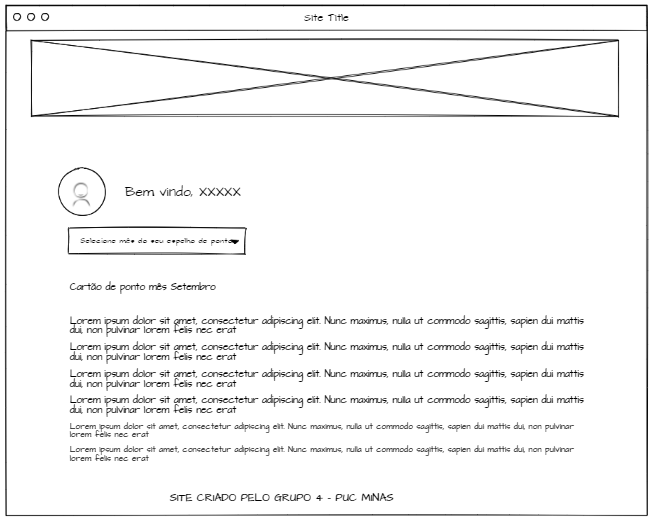 Site Title
Bem vindo, XXXXX
Selecione mês do seu espelho de ponto
Cartão de ponto mês Setembro
Lorem ipsum dolor sit amet, consectetur adipiscing elit. Nunc maximus, nulla ut commodo sagittis, sapien dui mattis
dui, non pulvinar lorem felis nec erat
Lorem ipsum dolor sit amet, consectetur adipiscing elit. Nunc maximus, nulla ut commodo sagittis, sapien dui mattis
dui, non pulvinar lorem felis nec erat
Lorem ipsum dolor sit amet, consectetur adipiscing elit. Nunc maximus, nulla ut commodo sagittis, sapien dui mattis
dui, non pulvinar lorem felis nec erat
Lorem ipsum dolor sit amet, consectetur adipiscing elit. Nunc maximus, nulla ut commodo sagittis, sapien dui mattis
dui, non pulvinar lorem felis nec erat
Lorem ipsum dolor sit amet, consectetur adipiscing elit. Nunc maximus, nulla ut commodo sagittis, sapien dui mattis dui, non pulvinar
lorem felis nec erat
Lorem ipsum dolor sit amet, consectetur adipiscing elit. Nunc maximus, nulla ut commodo sagittis, sapien dui mattis dui, non pulvinar
lorem felis nec erat
SITE CRIADO PELO GRUPO 4 - PUC MINAS